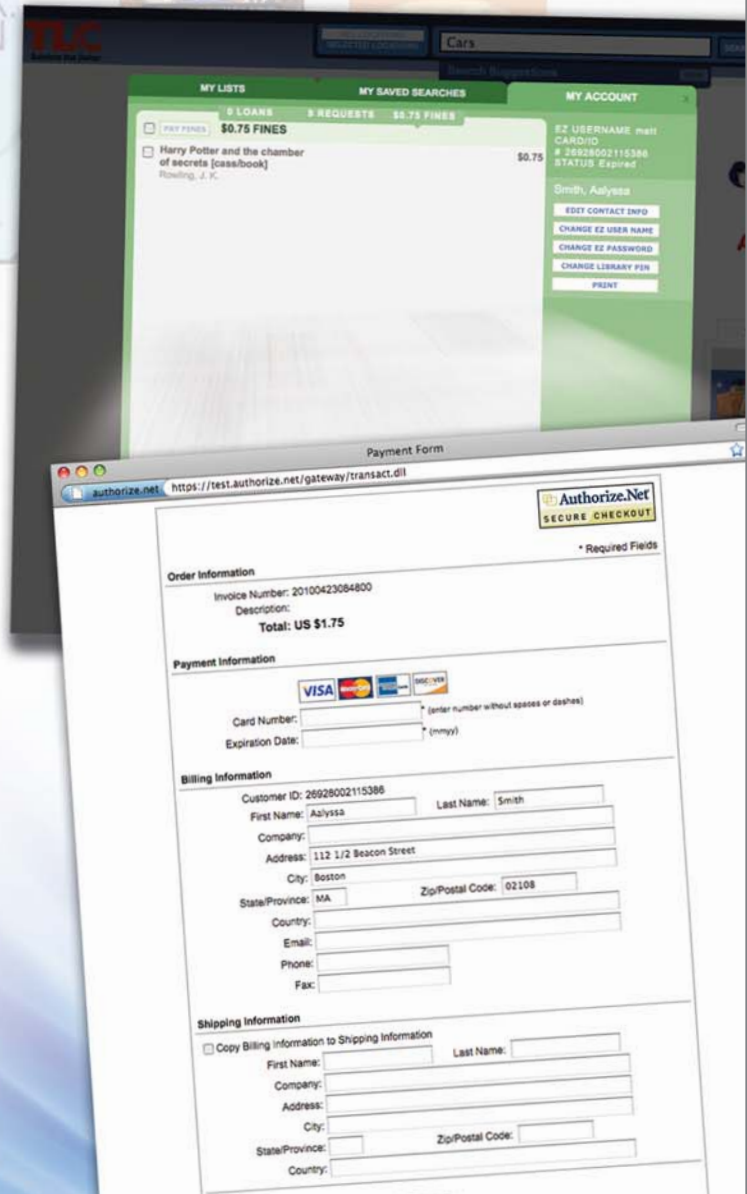 TLC
SELECTED LOCATIONS
Cars
Search Suggestions
MY LISTS
MY SAVED SEARCHES
MY ACCOUNT
0 LOANS
$0.75 FINES
PAY FINES $0.75 FINES
Harry Potter and the chamber
of secrets [cass/book]
$0.75
Rowling, J. K.
EZ USERNAME matt
CARD/ID
# 26928002115386
STATUS Expired
Smith, Aalyssa
EDIT CONTACT INFO
CHANGE EZ USER NAME
CHANGE EZ PASSWORD
CHANGE LIBRARY PIN
PRINT
Payment Form
authorize.net https://test.authorize.net/gateway/transact.dll
Authorize.Net
SECURE CHECKOUT
* Required Fields
Order Information
Invoice Number: 20100423084800
Description:
Total: US $1.75
Payment Information
VISA MasterCard DISCOVER
Card Number: * (enter number without spaces or dashes)
Expiration Date: * (mmyy)
Billing Information
Customer ID: 26928002115386
First Name: Aalyssa Last Name: Smith
Company:
Address: 112 1/2 Beacon Street
City: Boston
State/Province: MA Zip/Postal Code: 02108
Country:
Email:
Phone:
Fax:
Shipping Information
Copy Billing Information to Shipping Information
First Name: Last Name:
Company:
Address:
City:
State/Province: Zip/Postal Code:
Country: